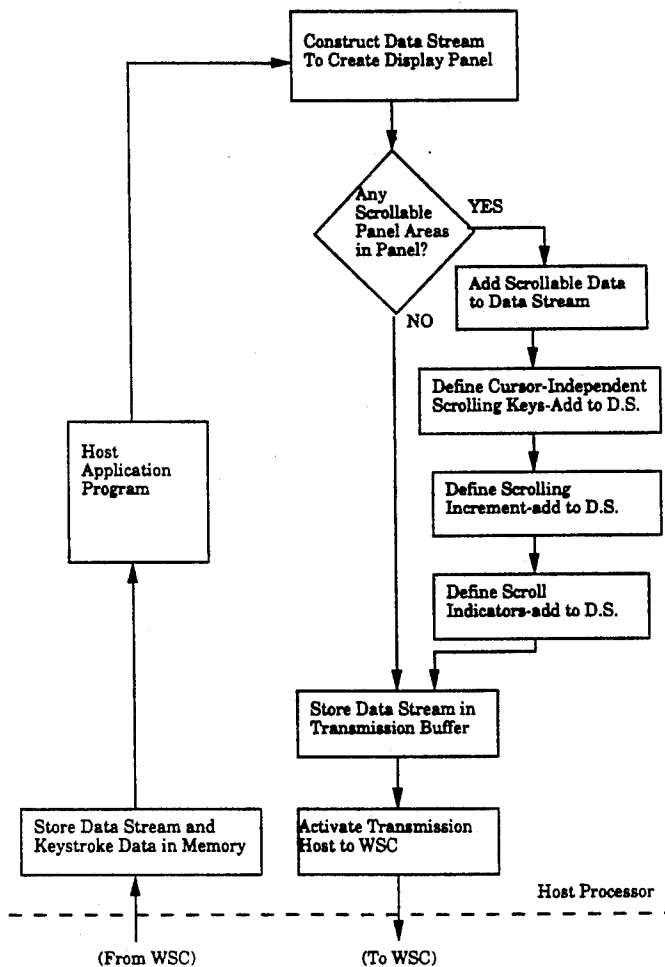 Construct Data Stream
To Create Display Panel
Any
Scrollable
Panel Areas
in Panel?
YES
NO
Add Scrollable Data
to Data Stream
Define Cursor-Independent
Scrolling Keys-Add to D.S.
Host
Application
Program
Define Scrolling
Increment-add to D.S.
Define Scroll
Indicators-add to D.S.
Store Data Stream in
Transmission Buffer
Store Data Stream and
Keystroke Data in Memory
Activate Transmission
Host to WSC
Host Processor
(From WSC)
(To WSC)